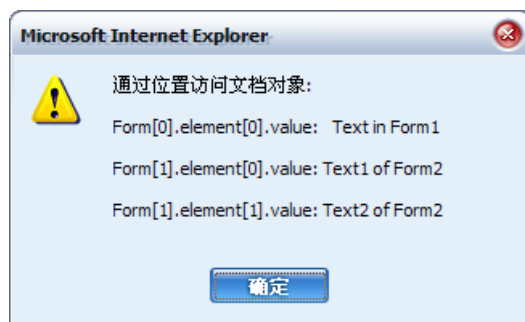 Microsoft Internet Explorer
通过位置访问文档对象:
Form[0].element[0].value:   Text in Form1
Form[1].element[0].value: Text1 of Form2
Form[1].element[1].value: Text2 of Form2
确定